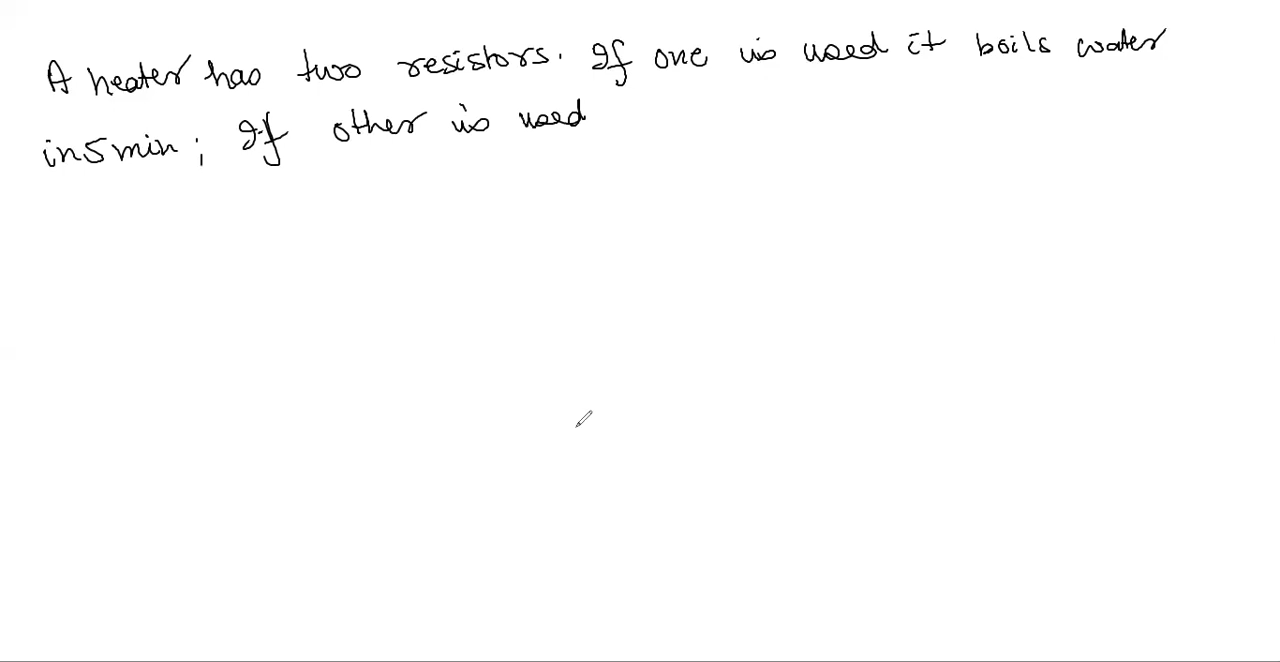 A heater has two resistors. If one is used it boils water
in 5 min ; If other is used